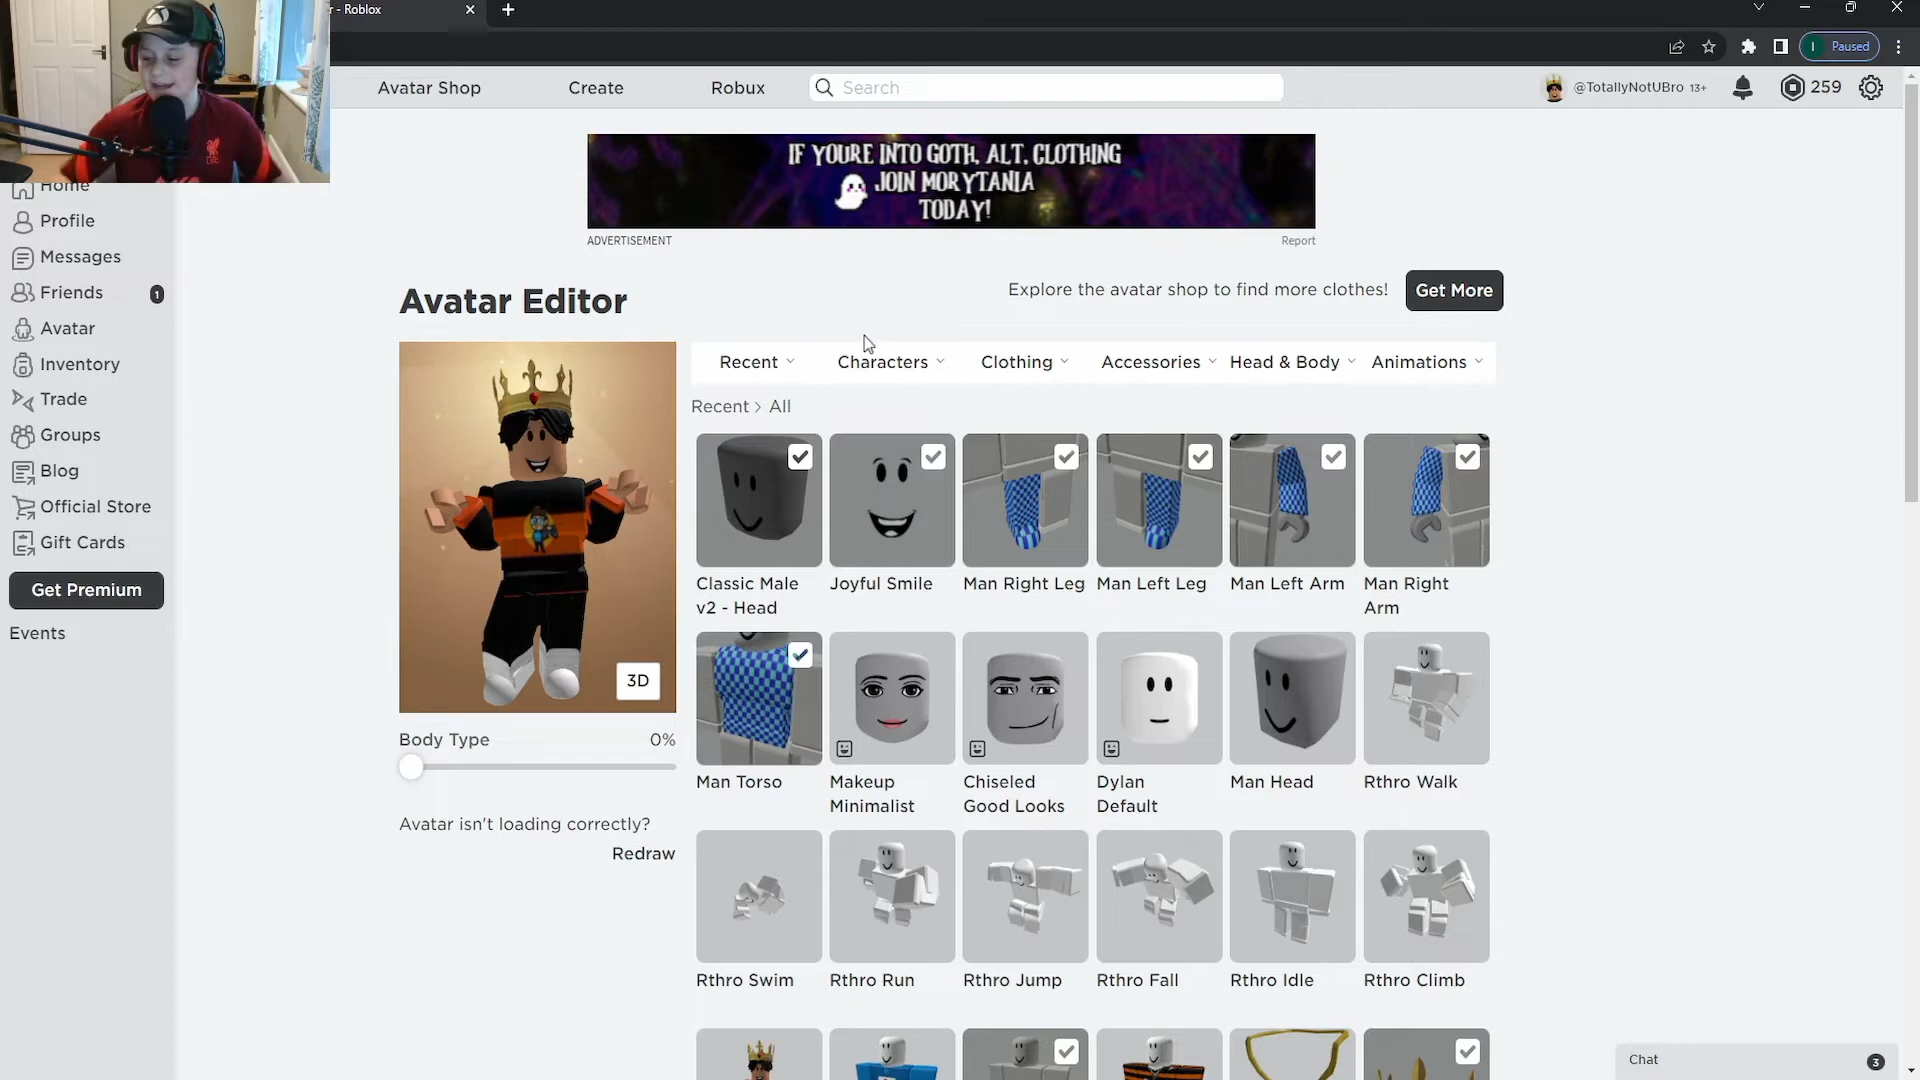 r - Roblox
Paused
Avatar Shop
Create
Robux
Search
@TotallyNotUBro 13+
259
IF YOURE INTO GOTH, ALT, CLOTHING
JOIN MORYTANIA
TODAY!
ADVERTISEMENT
Report
Home
Profile
Messages
Friends
1
Avatar
Inventory
Trade
Groups
Blog
Official Store
Gift Cards
Get Premium
Events
Avatar Editor
Explore the avatar shop to find more clothes!
Get More
3D
Body Type
0%
Avatar isn't loading correctly?
Redraw
Recent
Characters
Clothing
Accessories
Head & Body
Animations
Recent > All
Classic Male
v2 - Head
Joyful Smile
Man Right Leg
Man Left Leg
Man Left Arm
Man Right
Arm
Man Torso
Makeup
Minimalist
Chiseled
Good Looks
Dylan
Default
Man Head
Rthro Walk
Rthro Swim
Rthro Run
Rthro Jump
Rthro Fall
Rthro Idle
Rthro Climb
Chat
3